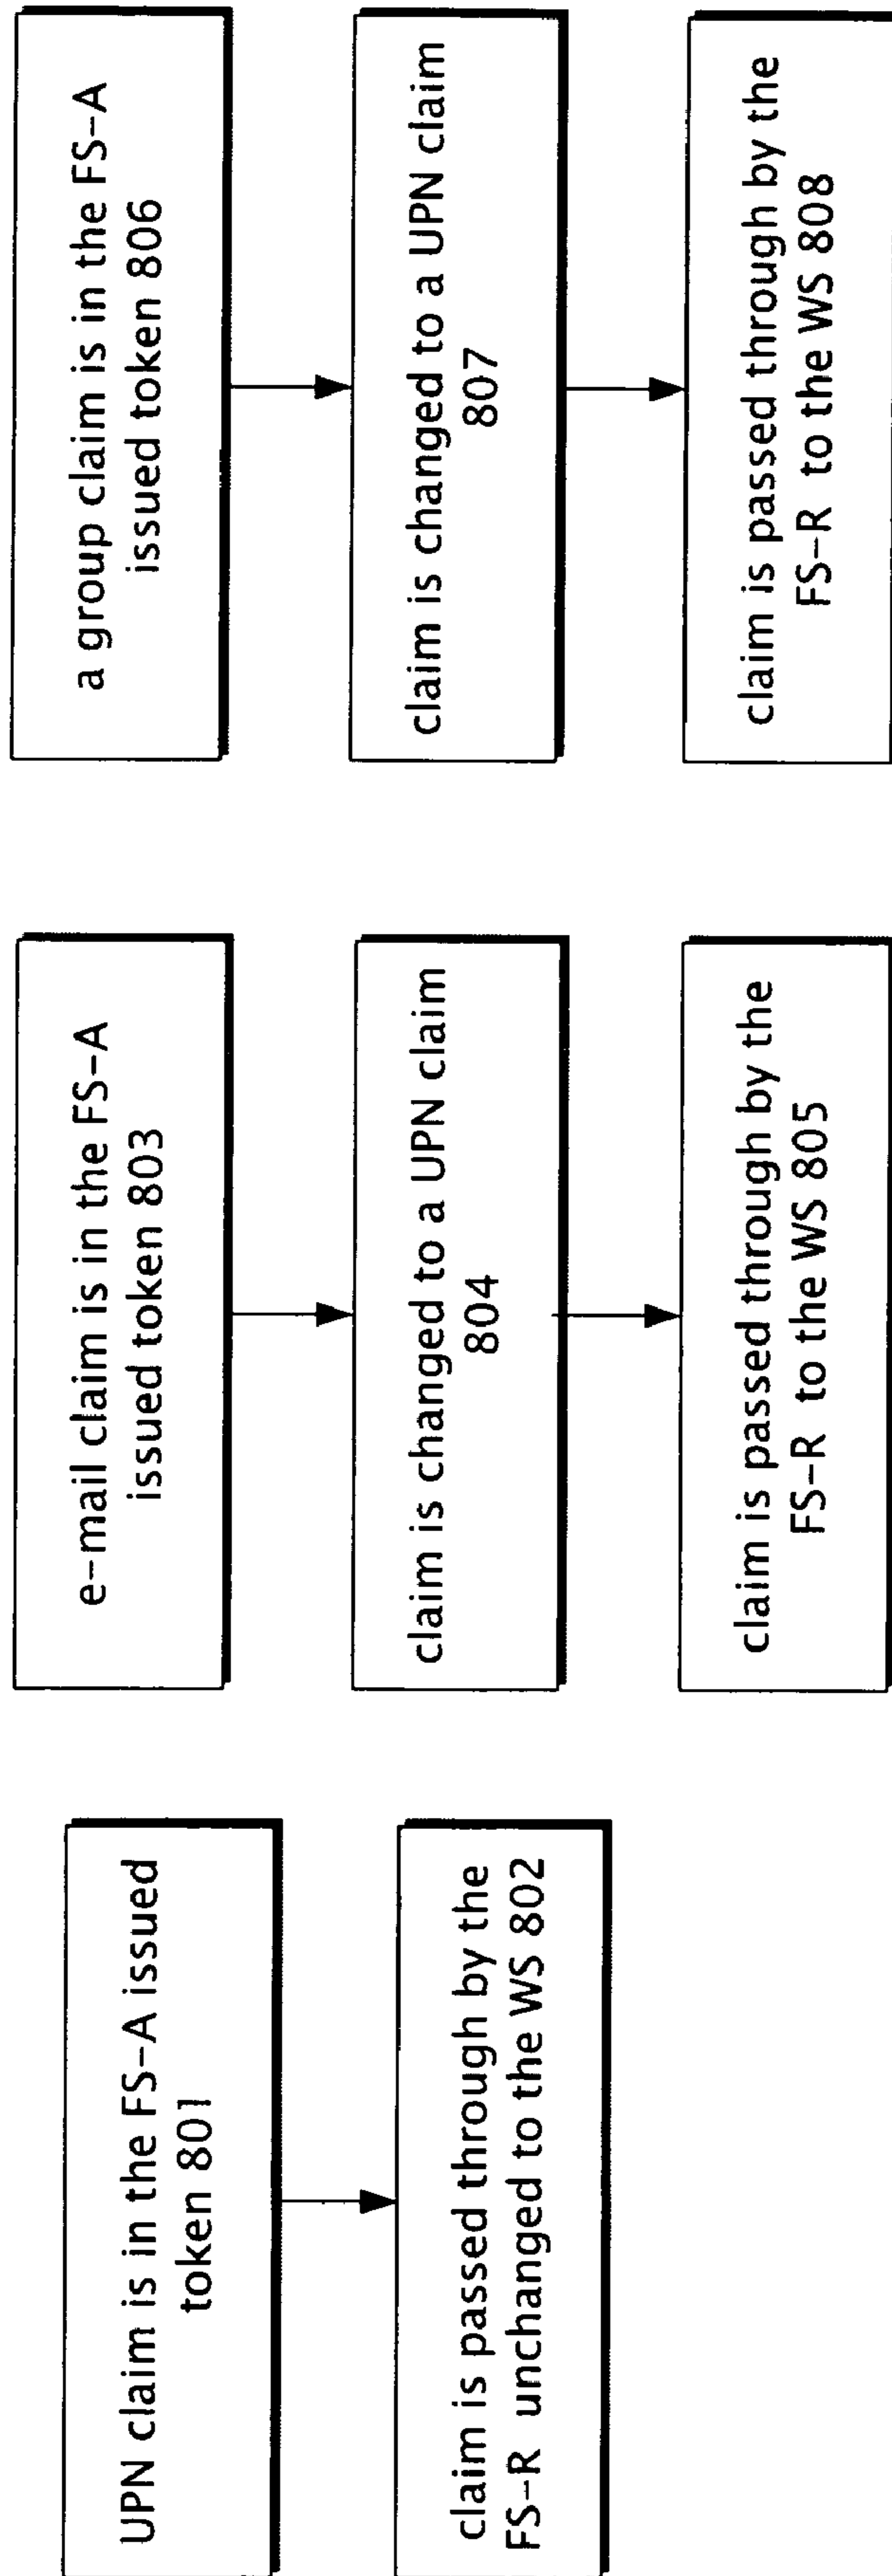 UPN claim is in the FS-A issued
token 801
claim is passed through by the
FS-R unchanged to the WS 802
e-mail claim is in the FS-A
issued token 803
claim is changed to a UPN claim
804
claim is passed through by the
FS-R to the WS 805
a group claim is in the FS-A
issued token 806
claim is changed to a UPN claim
807
claim is passed through by the
FS-R to the WS 808